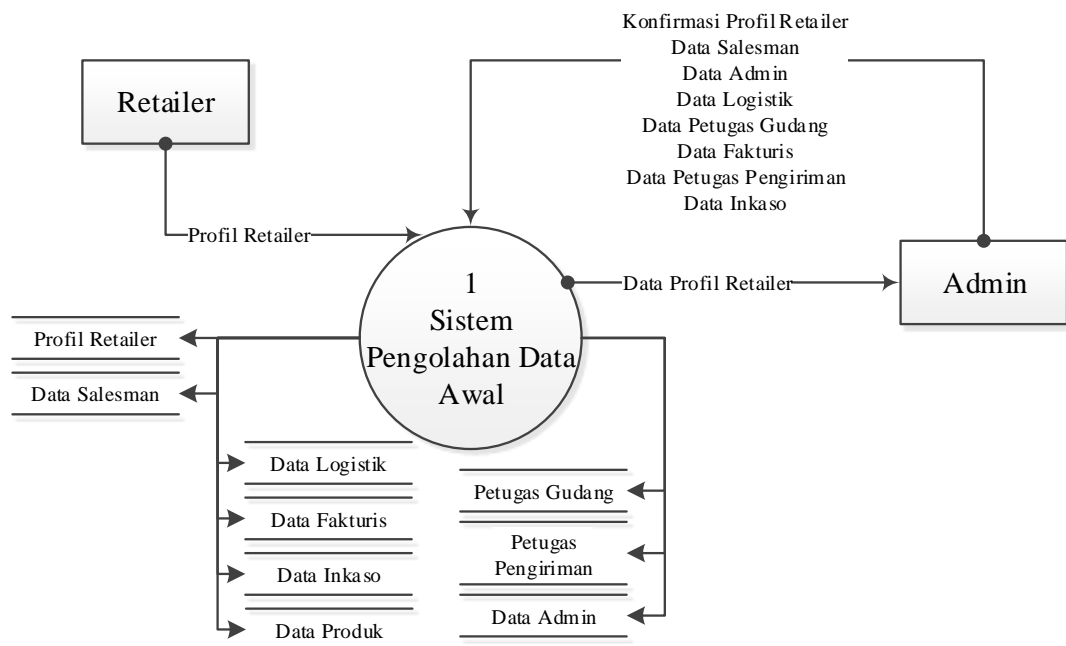 Konfirmasi Profil Retailer
Data Salesman
Data Admin
Data Logistik
Data Petugas Gudang
Data Fakturis
Data Petugas Pengiriman
Data Inkaso
Retailer
Profil Retailer
Data Profil Retailer
Admin
1
Sistem
Pengolahan Data
Awal
Profil Retailer
Data Salesman
Data Logistik
Data Fakturis
Data Inkaso
Data Produk
Petugas Gudang
Petugas
Pengiriman
Data Admin